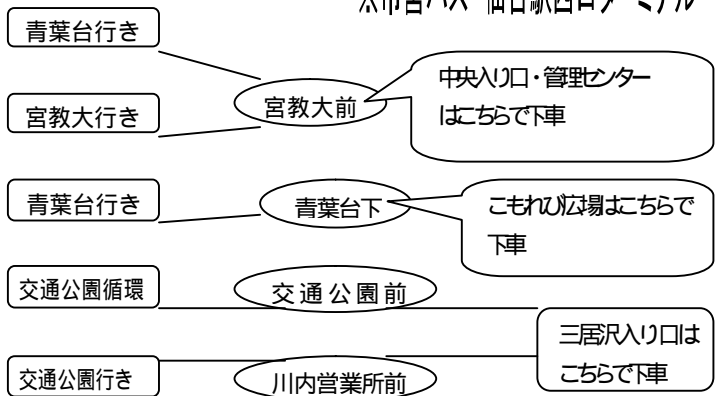 青葉台行き
宮教大行き
宮教大前
中央入り口・管理センター
はこちらで下車
青葉台行き
青葉台下
こもれび広場はこちらで
下車
交通公園循環
交通公園前
三居沢入り口は
こちらで下車
交通公園行き
川内営業所前